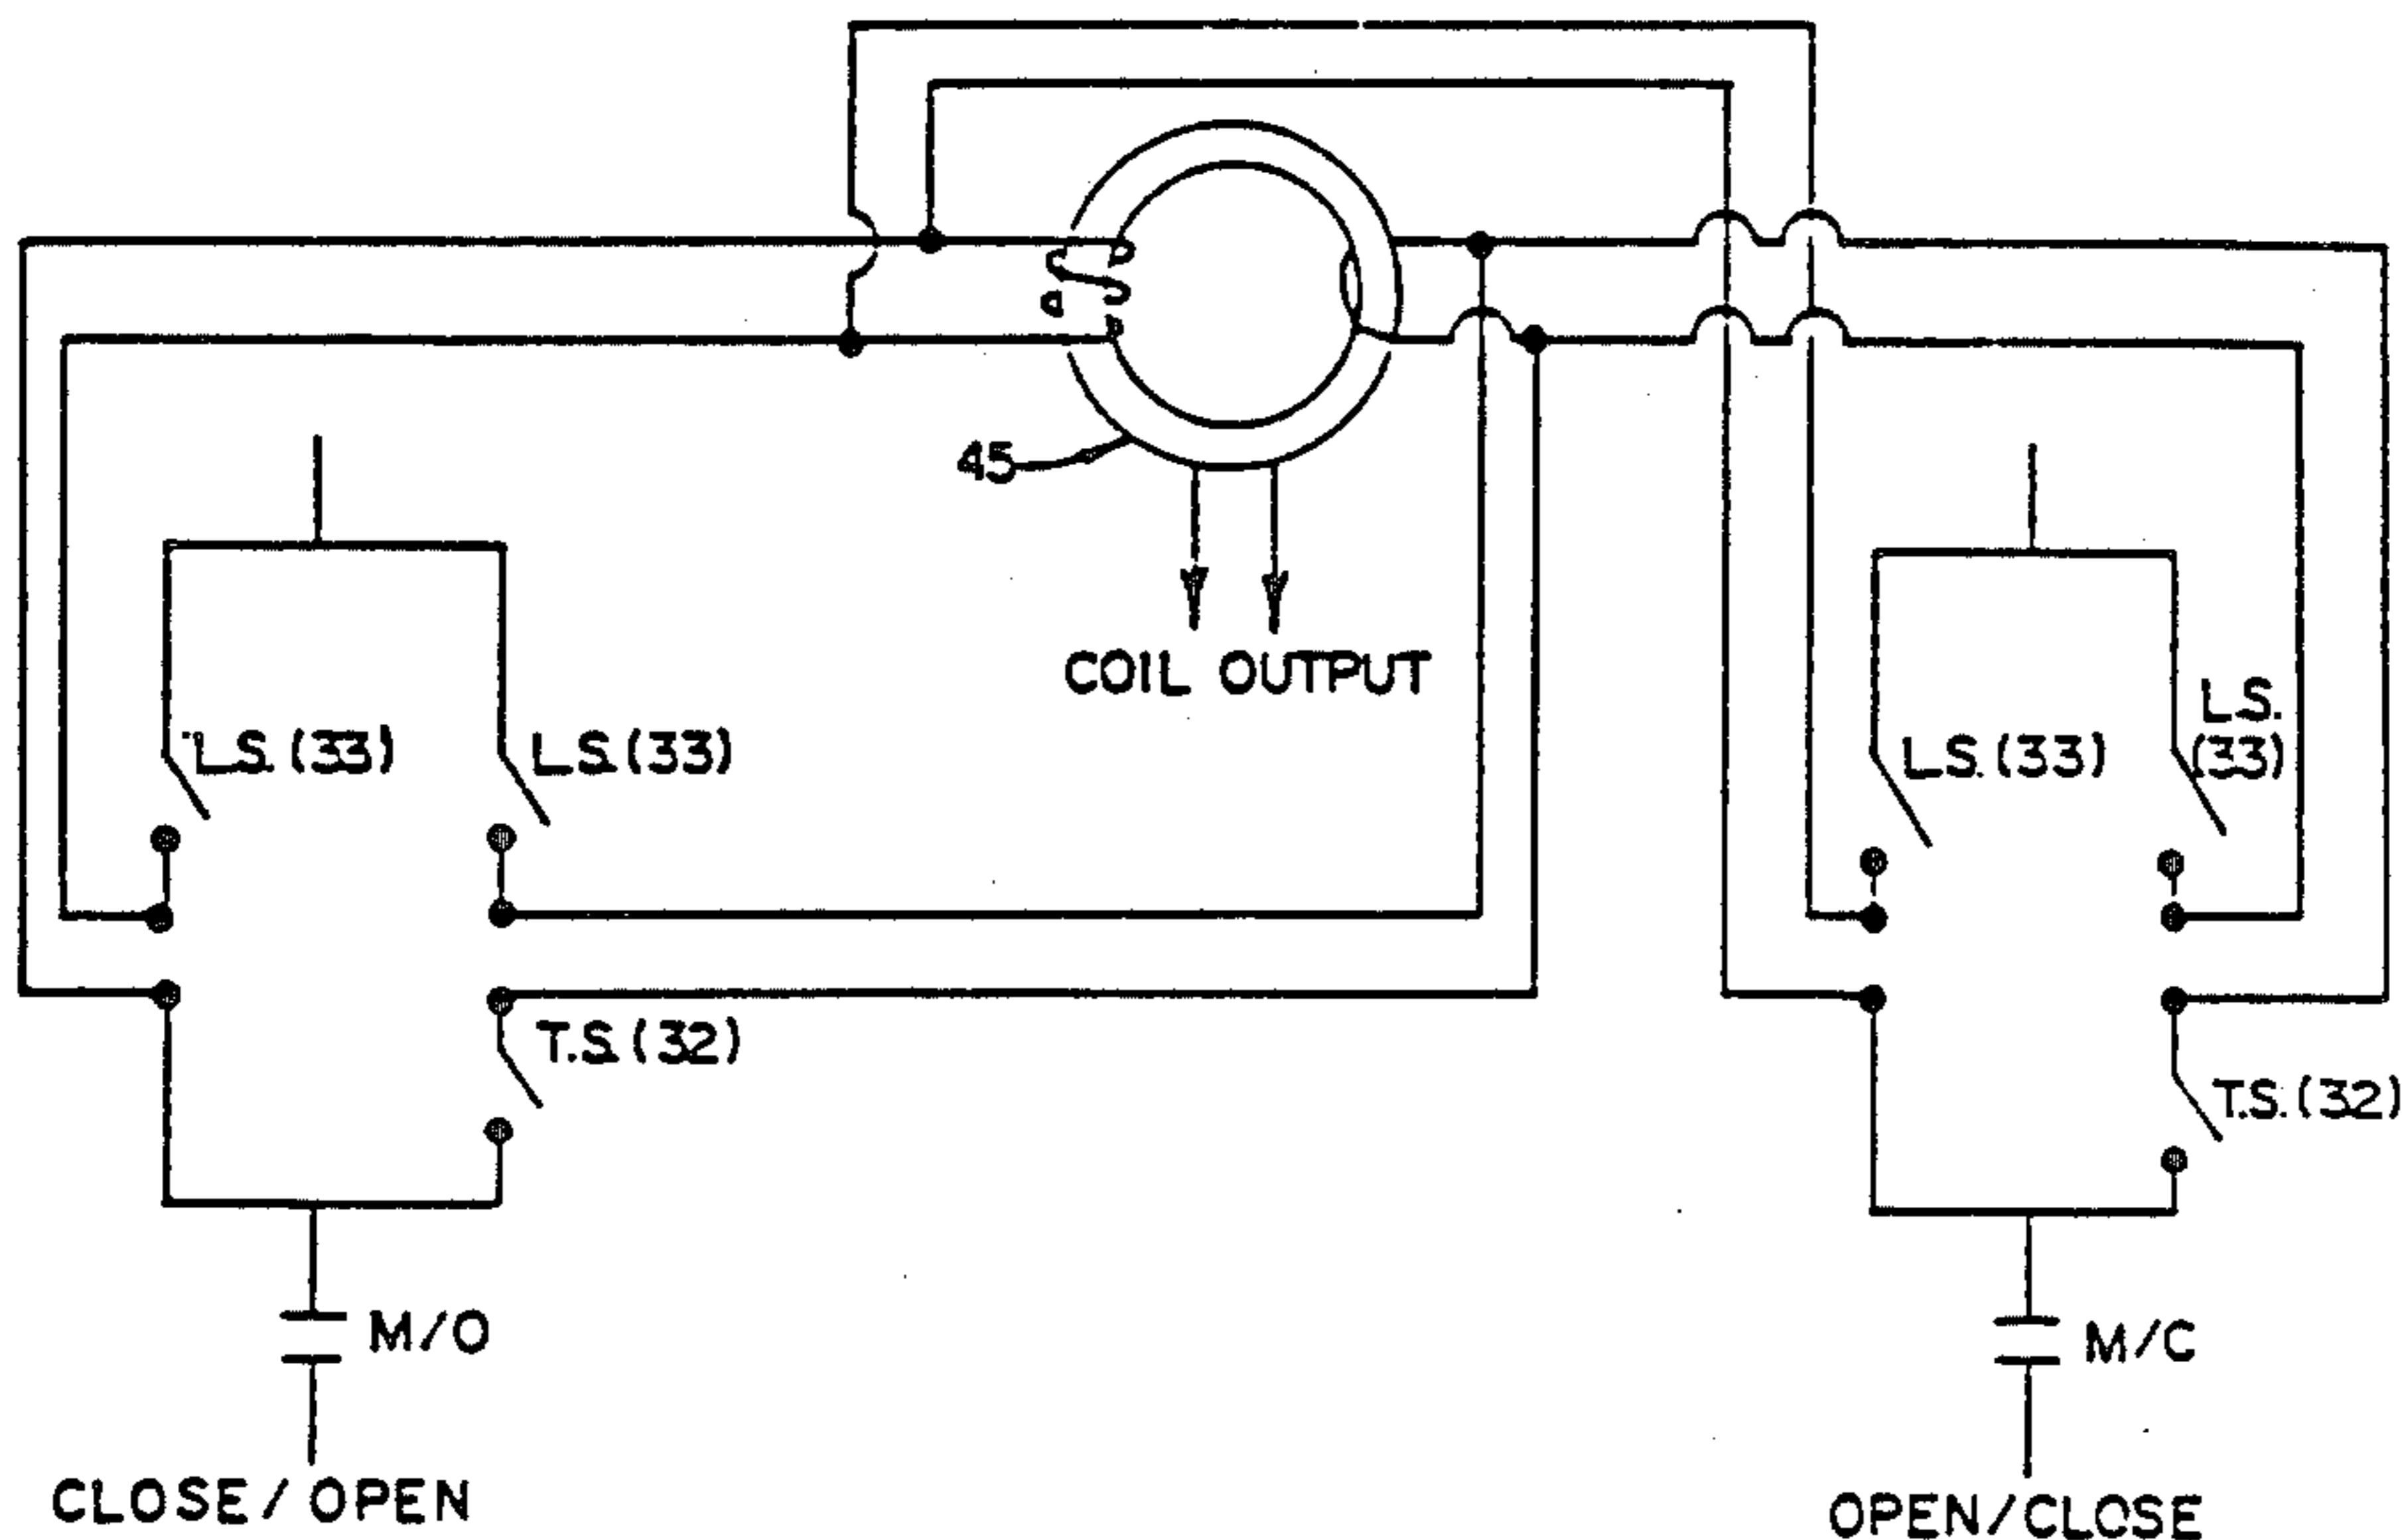 45
COIL OUTPUT
L.S. (33)
L.S. (33)
L.S. (33)
L.S.
(33)
T.S. (32)
T.S. (32)
M/O
M/C
CLOSE / OPEN
OPEN/CLOSE